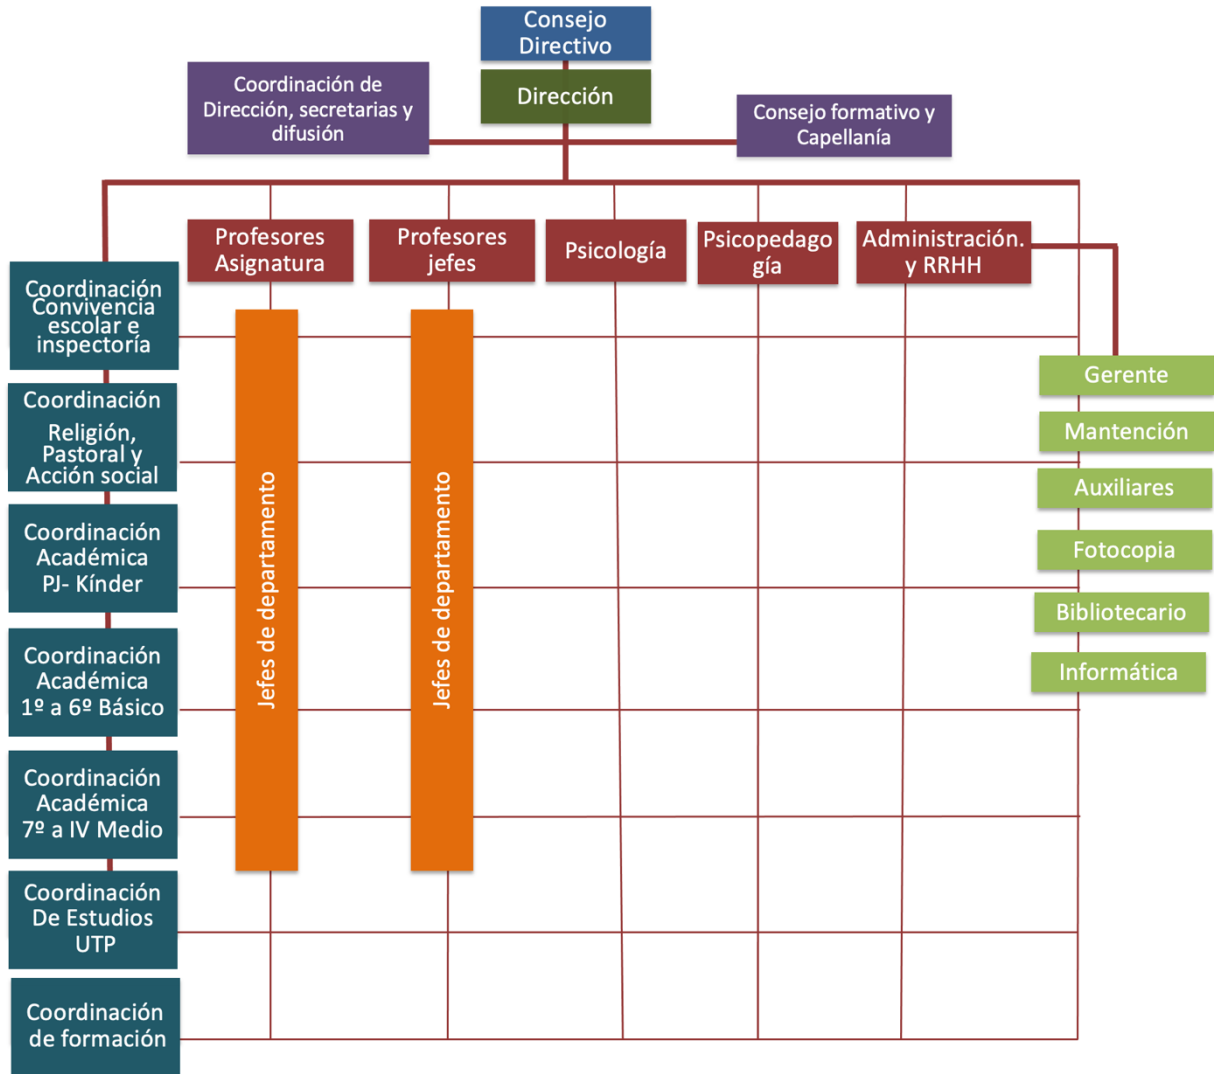 Consejo
Directivo
Coordinación de
Dirección, secretarias y
difusión
Dirección
Consejo formativo y
Capellanía
Profesores
Asignatura
Profesores
jefes
Psicología
Psicopedago
gía
Administración.
y RRHH
Coordinación
Convivencia
escolar e
inspectoría
Coordinación
Religión,
Pastoral y
Acción social
Coordinación
Académica
PJ- Kínder
Coordinación
Académica
1º a 6º Básico
Coordinación
Académica
7º a IV Medio
Coordinación
De Estudios
UTP
Coordinación
de formación
Jefes de departamento
Jefes de departamento
Gerente
Mantención
Auxiliares
Fotocopia
Bibliotecario
Informática